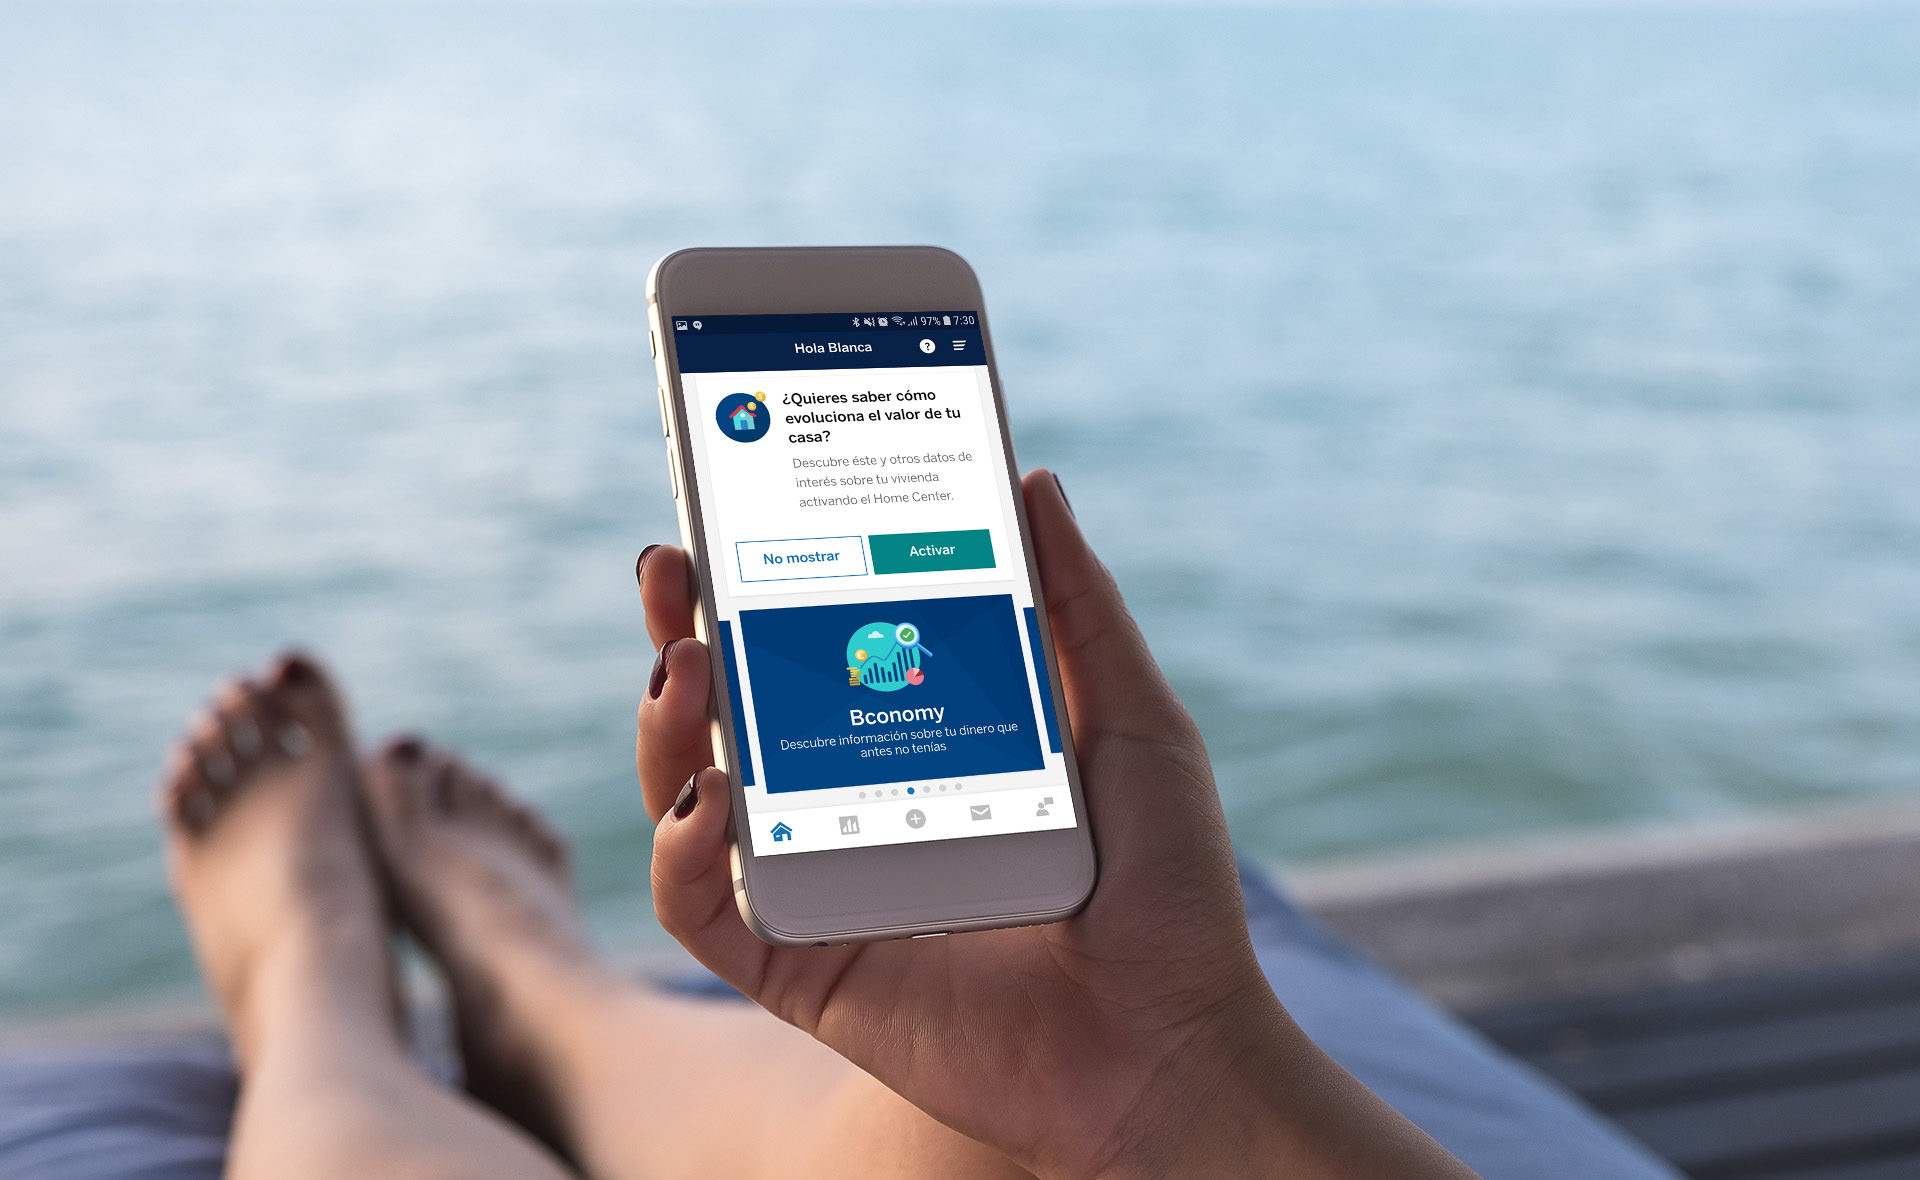 97% 7:30
Hola Blanca
¿Quieres saber cómo
evoluciona el valor de tu
casa?
Descubre éste y otros datos de
interés sobre tu vivienda
activando el Home Center.
No mostrar
Activar
Bconomy
Descubre información sobre tu dinero que
antes no tenías